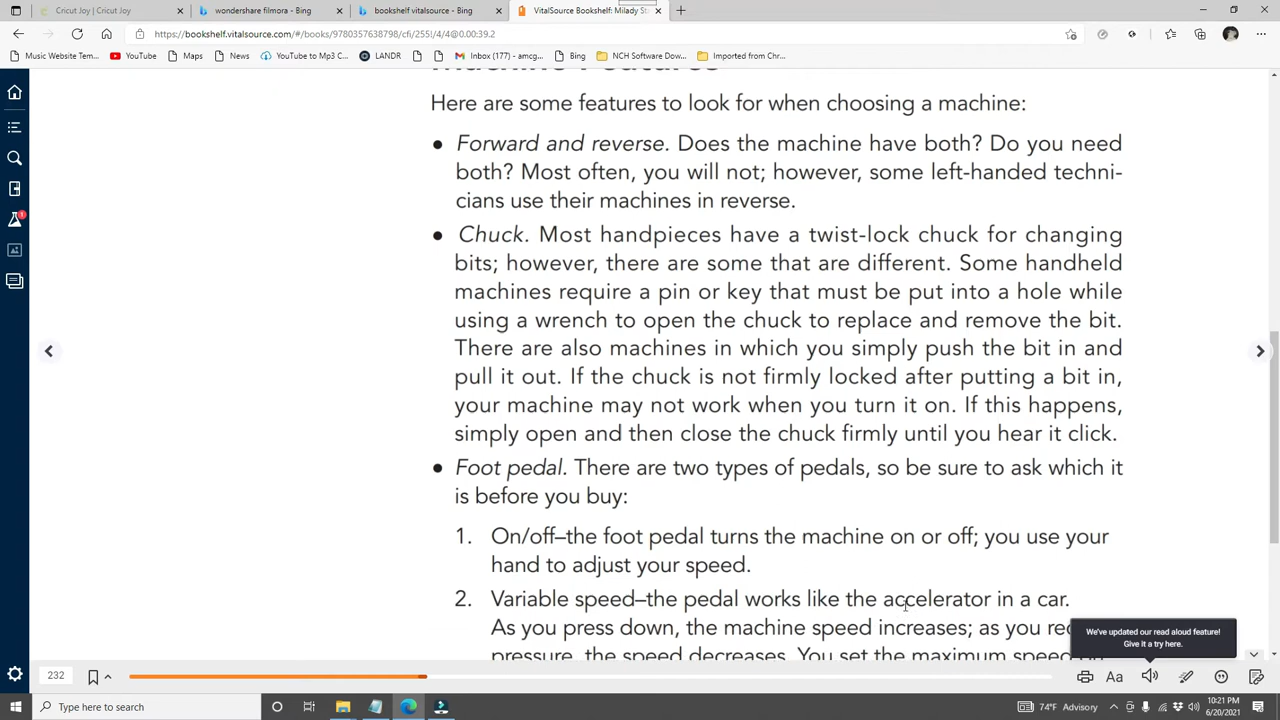 Cricut Joy | Cricut Joy
wondershare filmora - Bing
bookshelf vitalsource - Bing
VitalSource Bookshelf: Milady St
https://bookshelf.vitalsource.com/#/books/9780357638798/cfi/255!/4/4@0.00:39.2
Music Website Tem...
YouTube
Maps
News
YouTube to Mp3 C...
LANDR
Inbox (177) - amcg...
Bing
NCH Software Dow...
Imported from Chr...
Here are some features to look for when choosing a machine:
• Forward and reverse. Does the machine have both? Do you need
both? Most often, you will not; however, some left-handed techni-
cians use their machines in reverse.
• Chuck. Most handpieces have a twist-lock chuck for changing
bits; however, there are some that are different. Some handheld
machines require a pin or key that must be put into a hole while
using a wrench to open the chuck to replace and remove the bit.
There are also machines in which you simply push the bit in and
pull it out. If the chuck is not firmly locked after putting a bit in,
your machine may not work when you turn it on. If this happens,
simply open and then close the chuck firmly until you hear it click.
• Foot pedal. There are two types of pedals, so be sure to ask which it
is before you buy:
1. On/off–the foot pedal turns the machine on or off; you use your
hand to adjust your speed.
2. Variable speed–the pedal works like the accelerator in a car.
As you press down, the machine speed increases; as you
pressure, the speed decreases. You set the maximum speed
We've updated our read aloud feature!
Give it a try here.
232
Aa
Type here to search
74°F Advisory
10:21 PM
6/20/2021